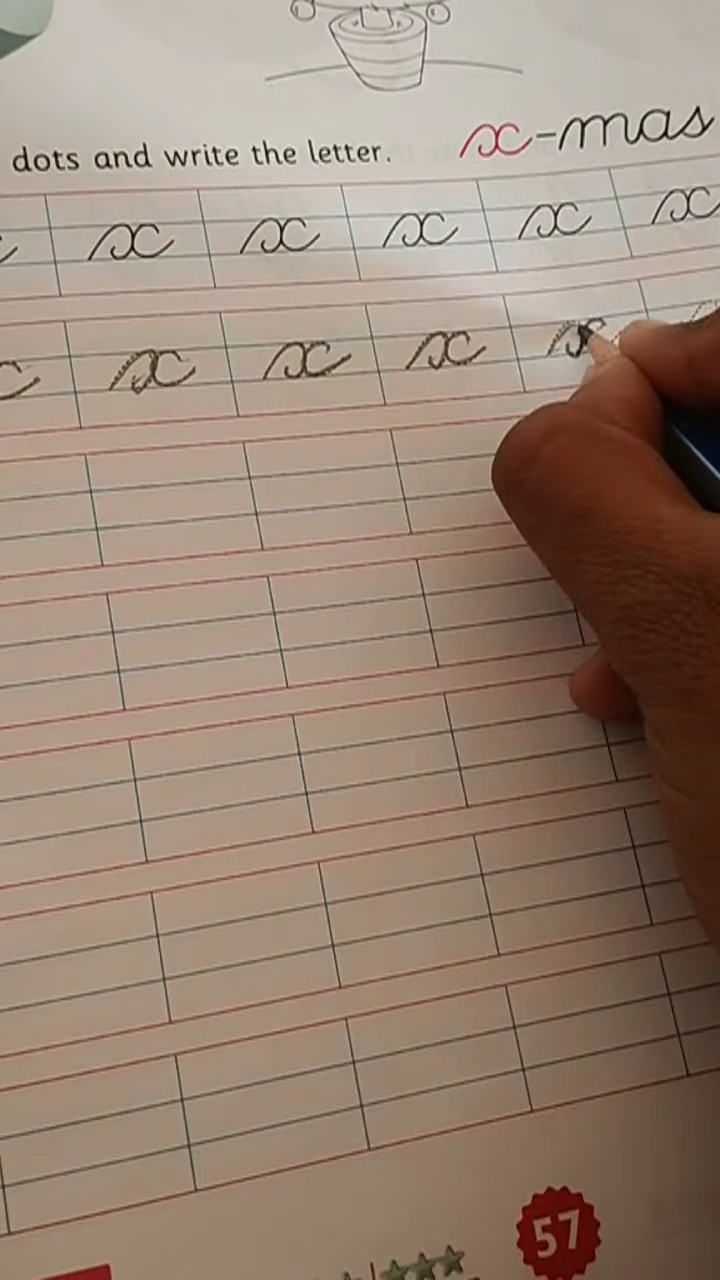 dots and write the letter. x-mas
x x x x x
x x x x
57